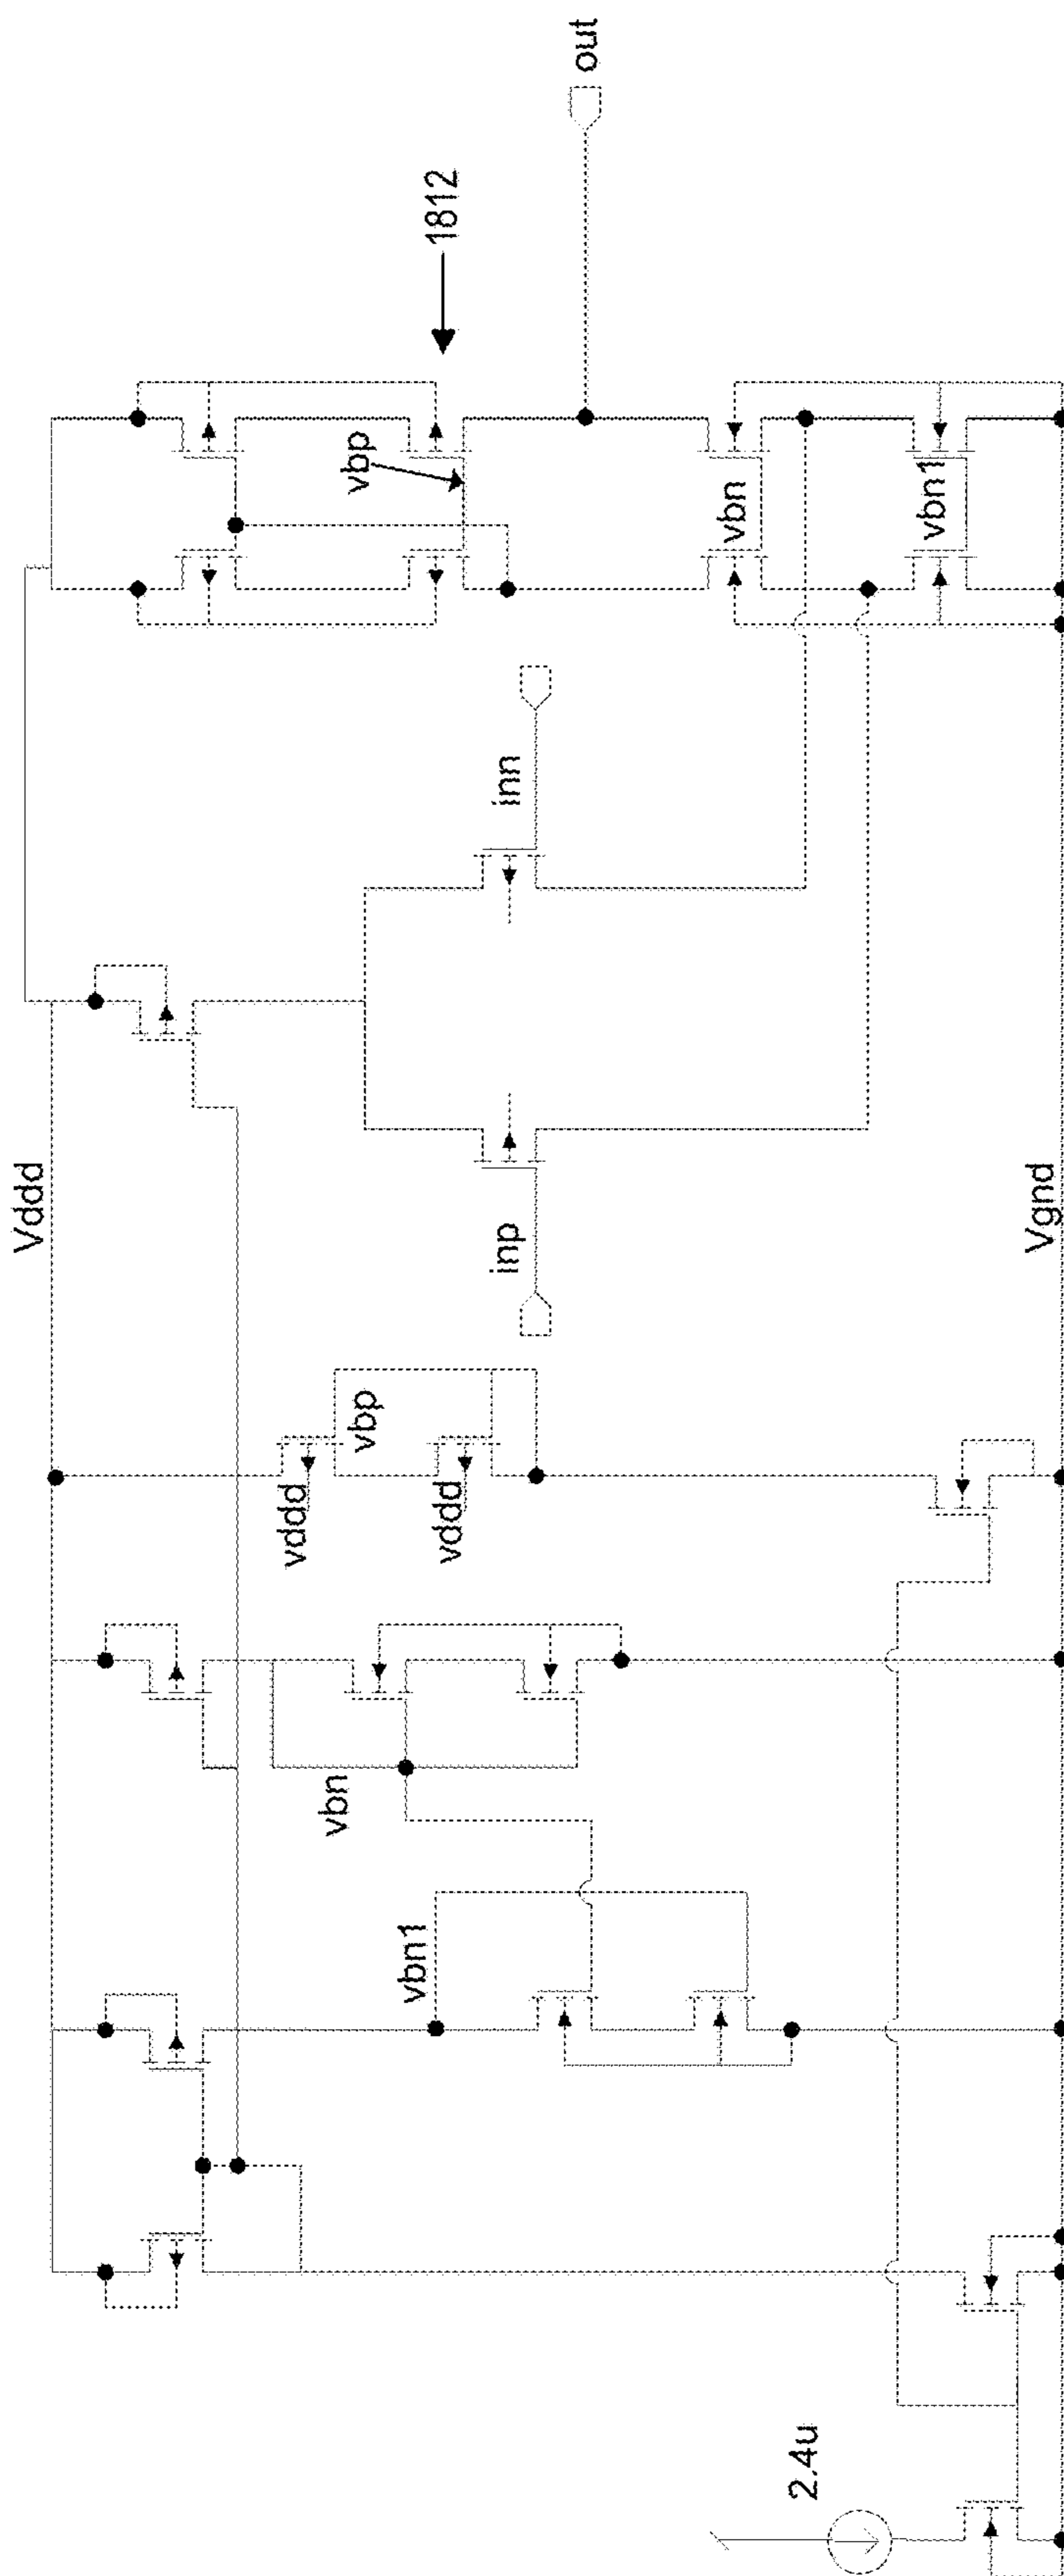 Vddd
out
1812
vbp
vbn
vbn1
inn
inp
Vgnd
vbp
vddd
vddd
vbn
vbn1
2.4u